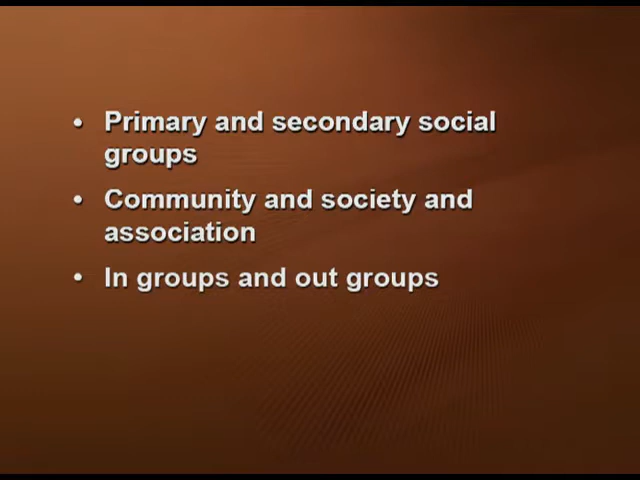 • Primary and secondary social
groups
• Community and society and
association
• In groups and out groups